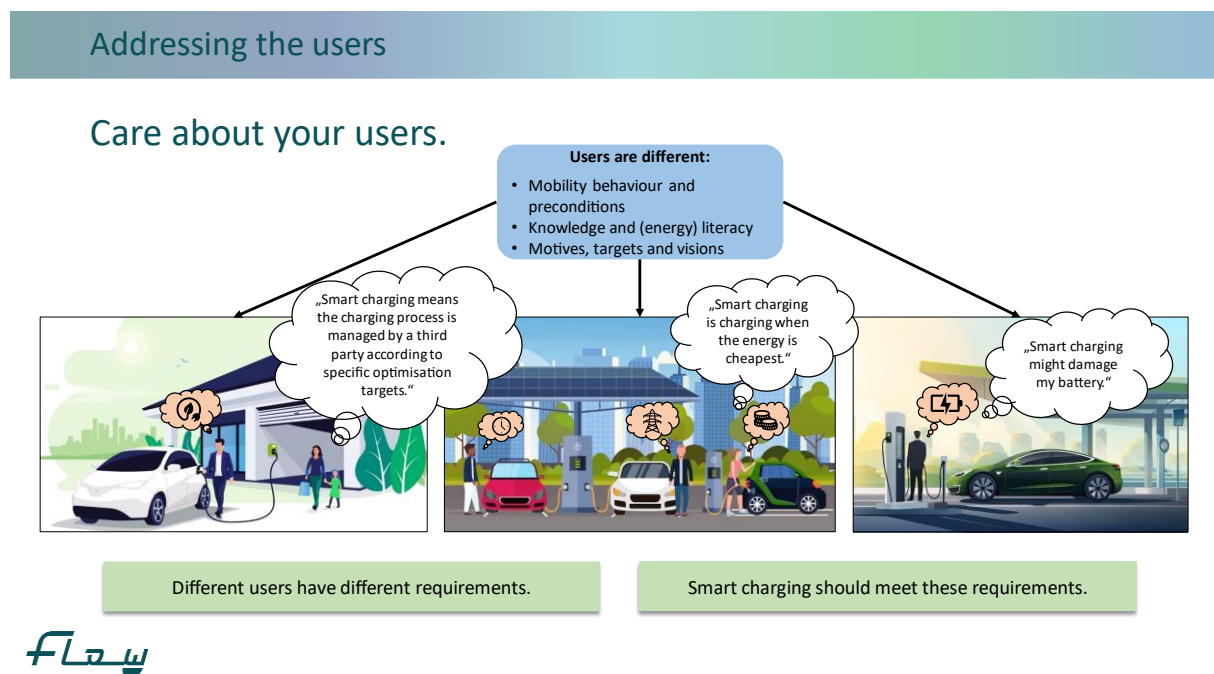 Addressing the users
Care about your users.
Users are different:
• Mobility behaviour and
preconditions
• Knowledge and (energy) literacy
• Motives, targets and visions
„Smart charging means
the charging process is
managed by a third
party according to
specific optimisation
targets.“
„Smart charging
is charging when
the energy is
cheapest.“
„Smart charging
might damage
my battery.“
Different users have different requirements.
Smart charging should meet these requirements.
Flow